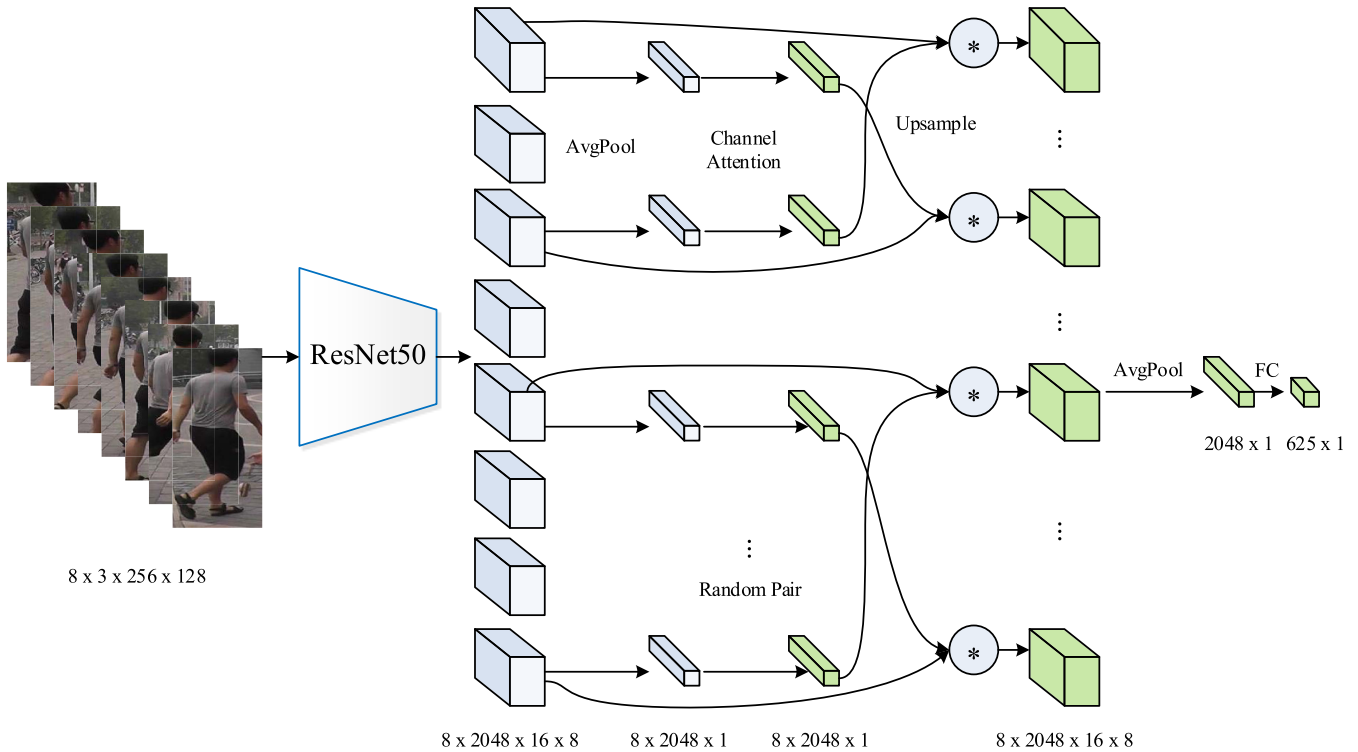 Upsample
AvgPool
Channel
Attention
ResNet50
AvgPool
FC
2048 x 1
625 x 1
Random Pair
8 x 3 x 256 x 128
8 x 2048 x 16 x 8
8 x 2048 x 1
8 x 2048 x 1
8 x 2048 x 16 x 8